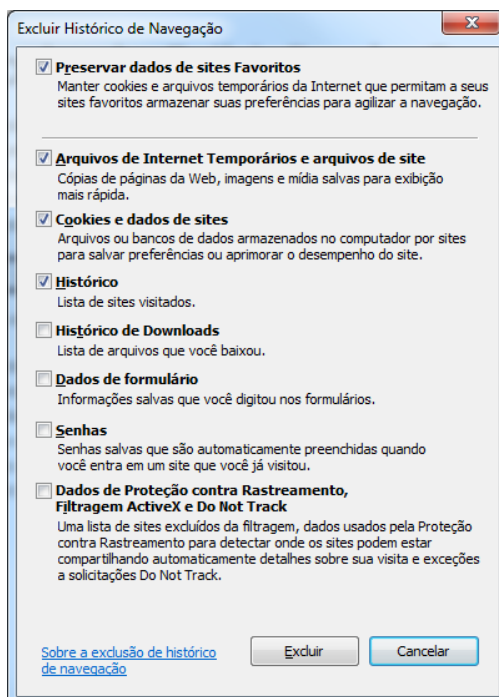 Excluir Histórico de Navegação
Preservar dados de sites Favoritos
Manter cookies e arquivos temporários da Internet que permitam a seus
sites favoritos armazenar suas preferências para agilizar a navegação.
Arquivos de Internet Temporários e arquivos de site
Cópias de páginas da Web, imagens e mídia salvas para exibição
mais rápida.
Cookies e dados de sites
Arquivos ou bancos de dados armazenados no computador por sites
para salvar preferências ou aprimorar o desempenho do site.
Histórico
Lista de sites visitados.
Histórico de Downloads
Lista de arquivos que você baixou.
Dados de formulário
Informações salvas que você digitou nos formulários.
Senhas
Senhas salvas que são automaticamente preenchidas quando
você entra em um site que você já visitou.
Dados de Proteção contra Rastreamento,
Filtragem ActiveX e Do Not Track
Uma lista de sites excluídos da filtragem, dados usados pela Proteção
contra Rastreamento para detectar onde os sites podem estar
compartilhando automaticamente detalhes sobre sua visita e exceções
a solicitações Do Not Track.
Sobre a exclusão de histórico
de navegação
Excluir
Cancelar